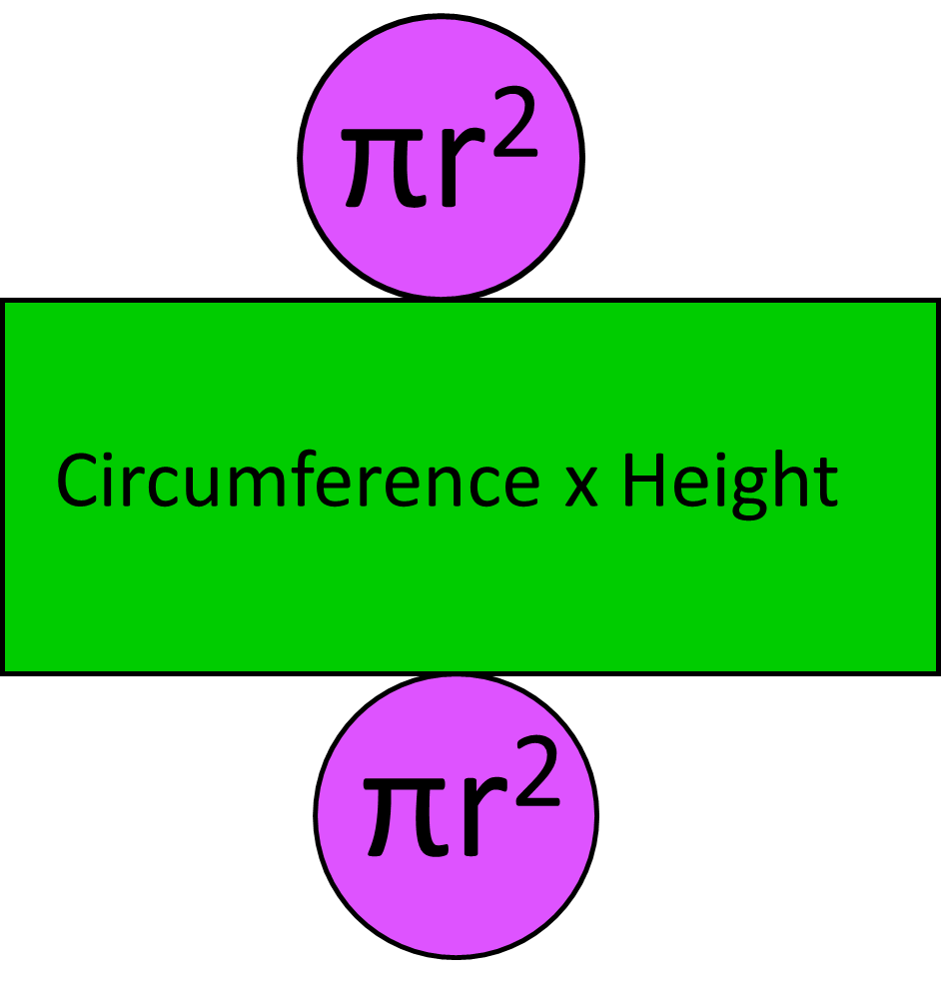 πr²
Circumference x Height
πr²